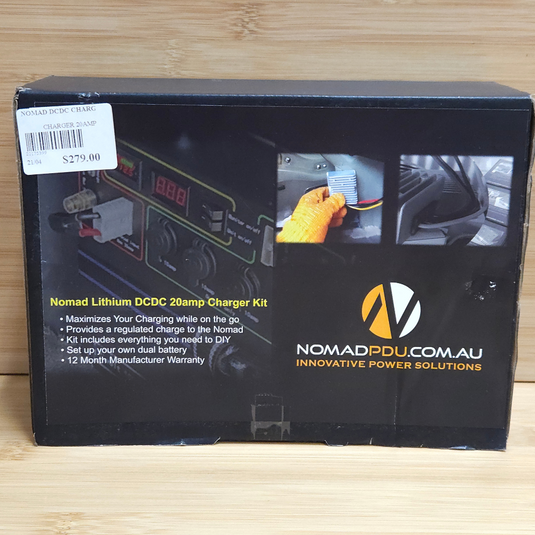 NOMAD DCDC CHARG
CHARGER 20AMP
21/04
$279.00
Nomad Lithium DCDC 20amp Charger Kit
• Maximizes Your Charging while on the go
• Provides a regulated charge to the Nomad
• Kit includes everything you need to DIY
• Set up your own dual battery
• 12 Month Manufacturer Warranty
NOMADPDU.COM.AU
INNOVATIVE POWER SOLUTIONS